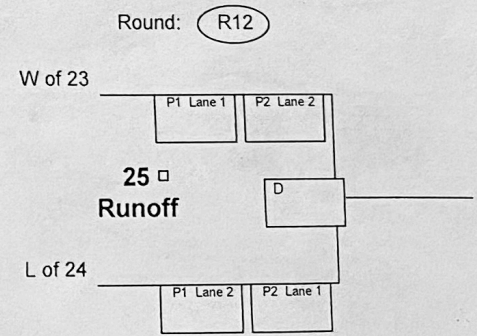 Round: R12
W of 23
P1 Lane 1 P2 Lane 2
25
D
Runoff
L of 24
P1 Lane 2 P2 Lane 1